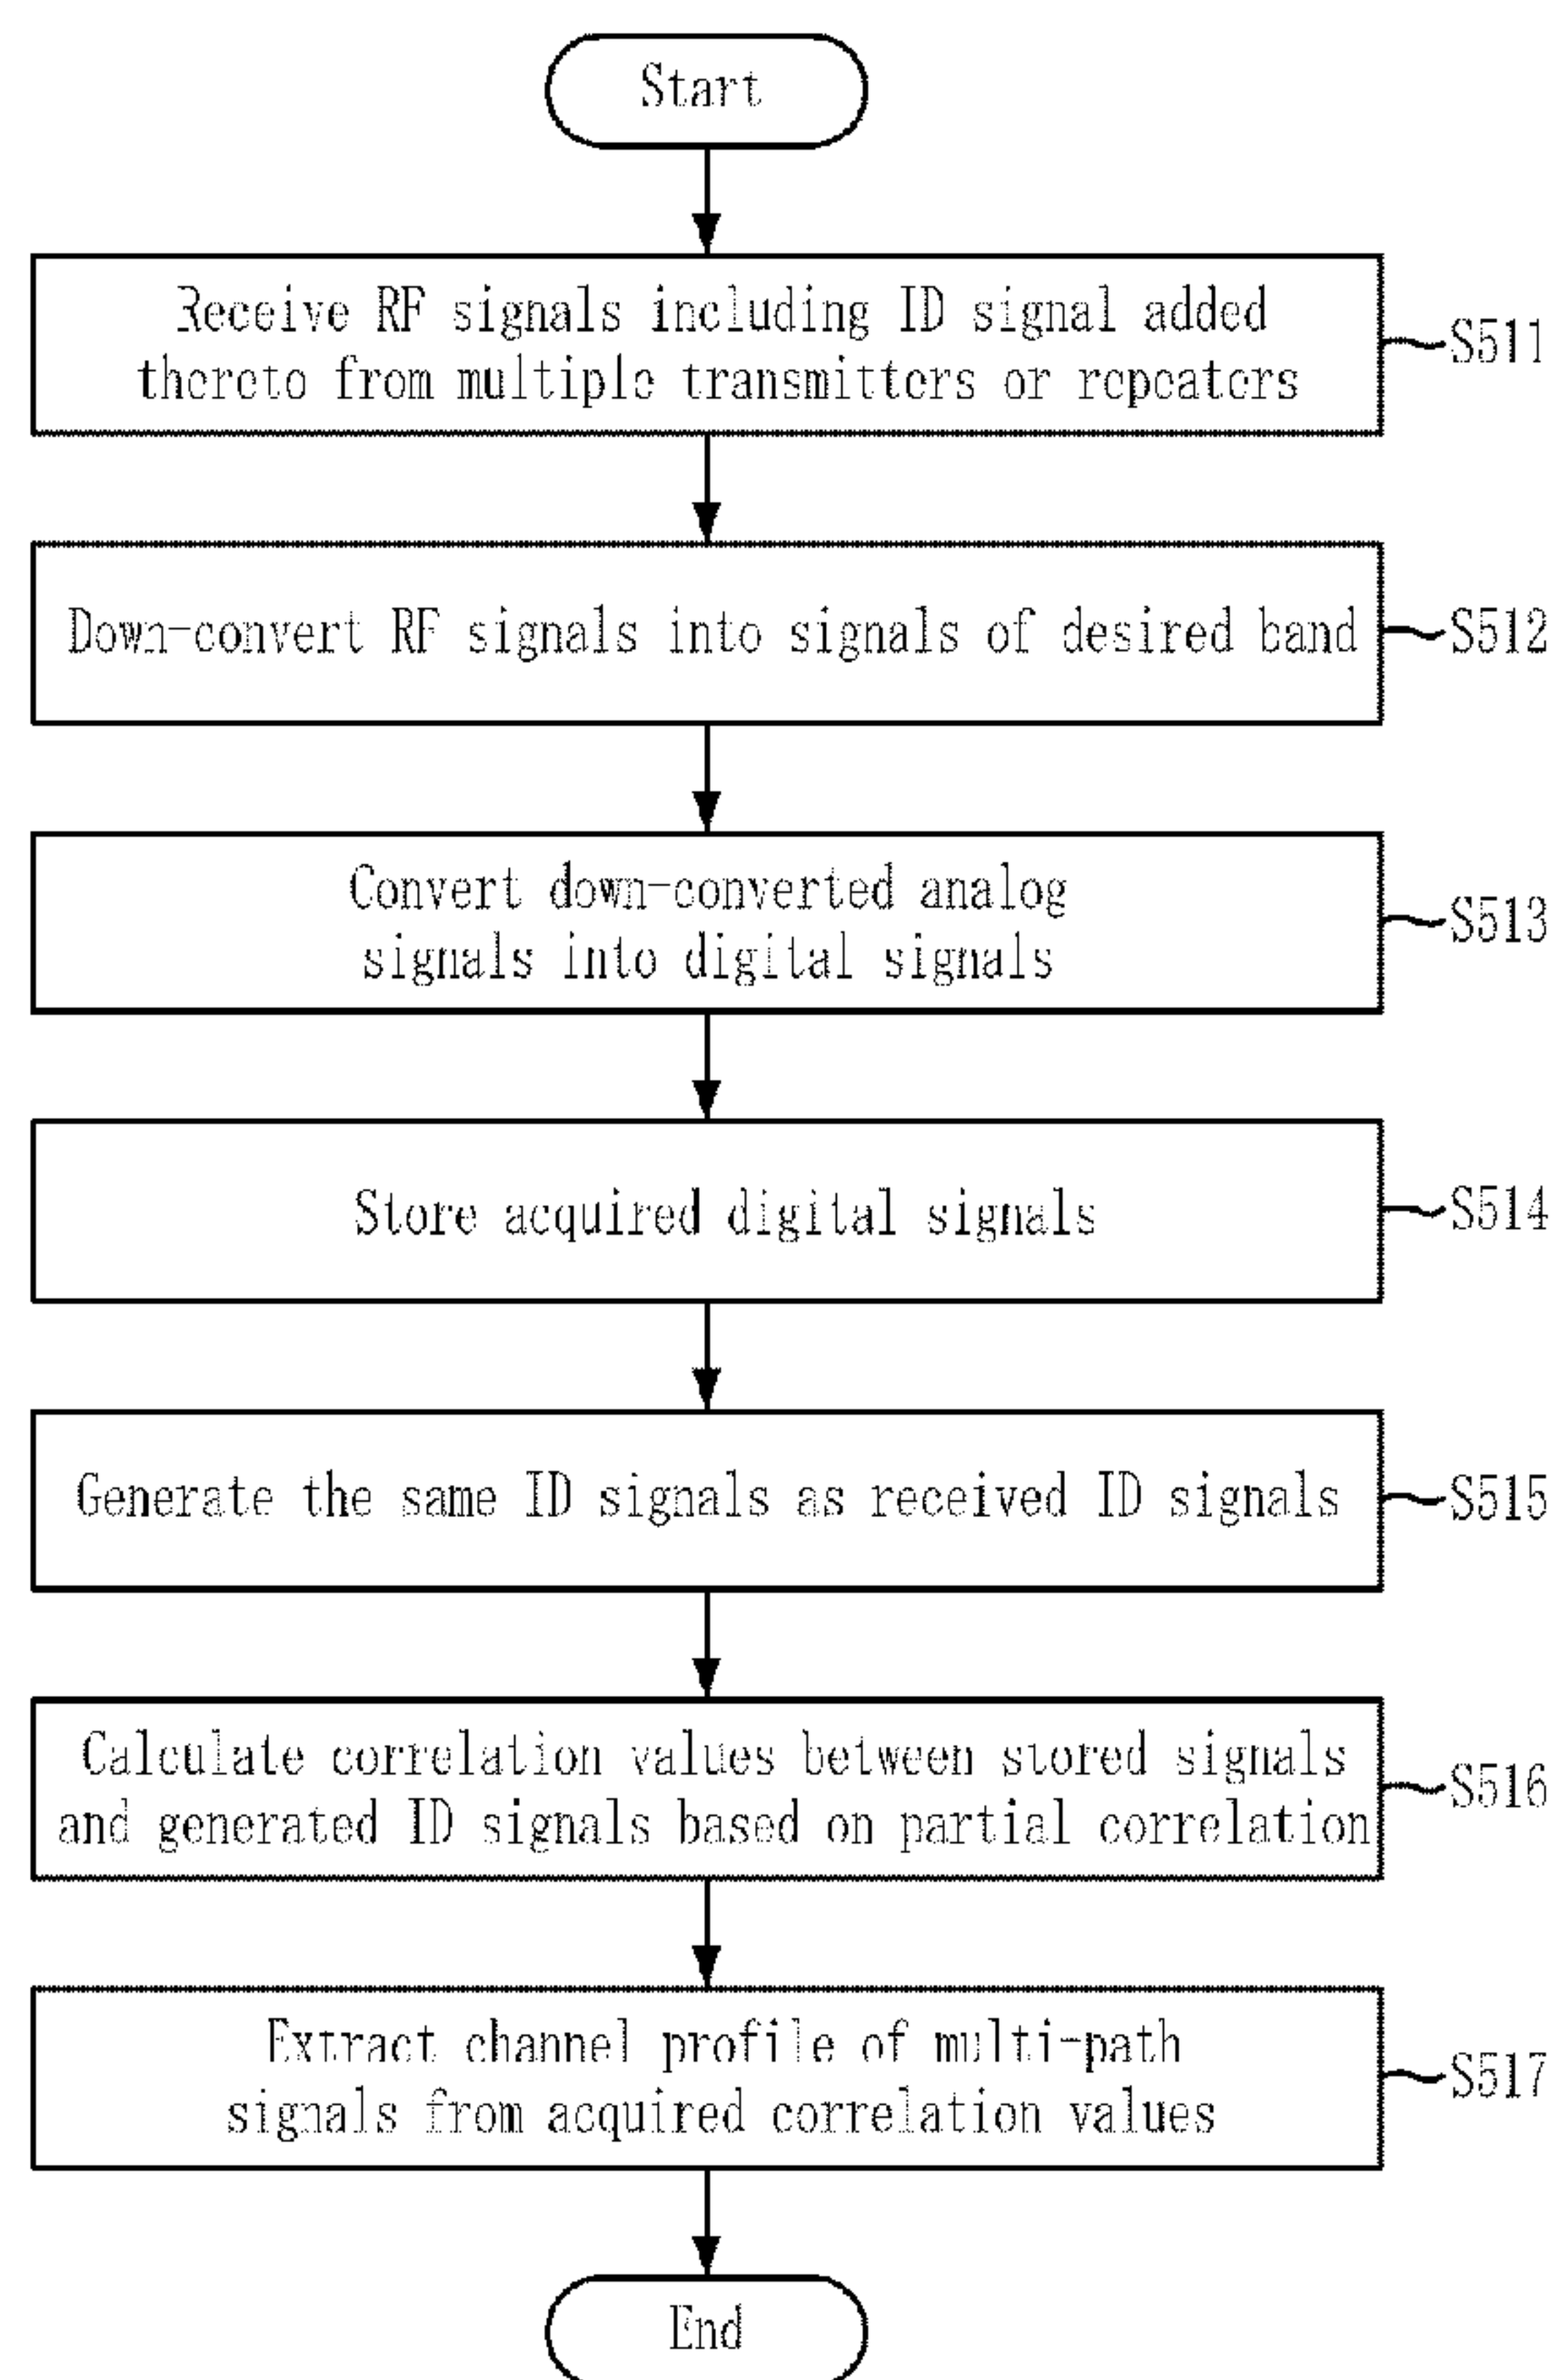 Start
Receive RF signals including ID signal added
thereto from multiple transmitters or repeaters
S511
Down-convert RF signals into signals of desired band
S512
Convert down-converted analog
signals into digital signals
S513
Store acquired digital signals
S514
Generate the same ID signals as received ID signals
S515
Calculate correlation values between stored signals
and generated ID signals based on partial correlation
S516
Extract channel profile of multi-path
signals from acquired correlation values
S517
End